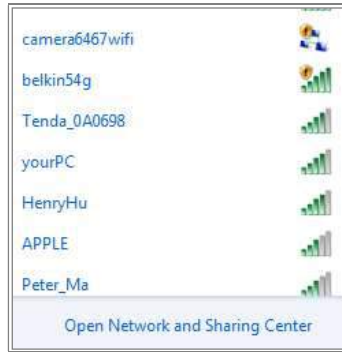 camera6467wifi
belkin54g
Tenda_0A0698
yourPC
HenryHu
APPLE
Peter_Ma
Open Network and Sharing Center